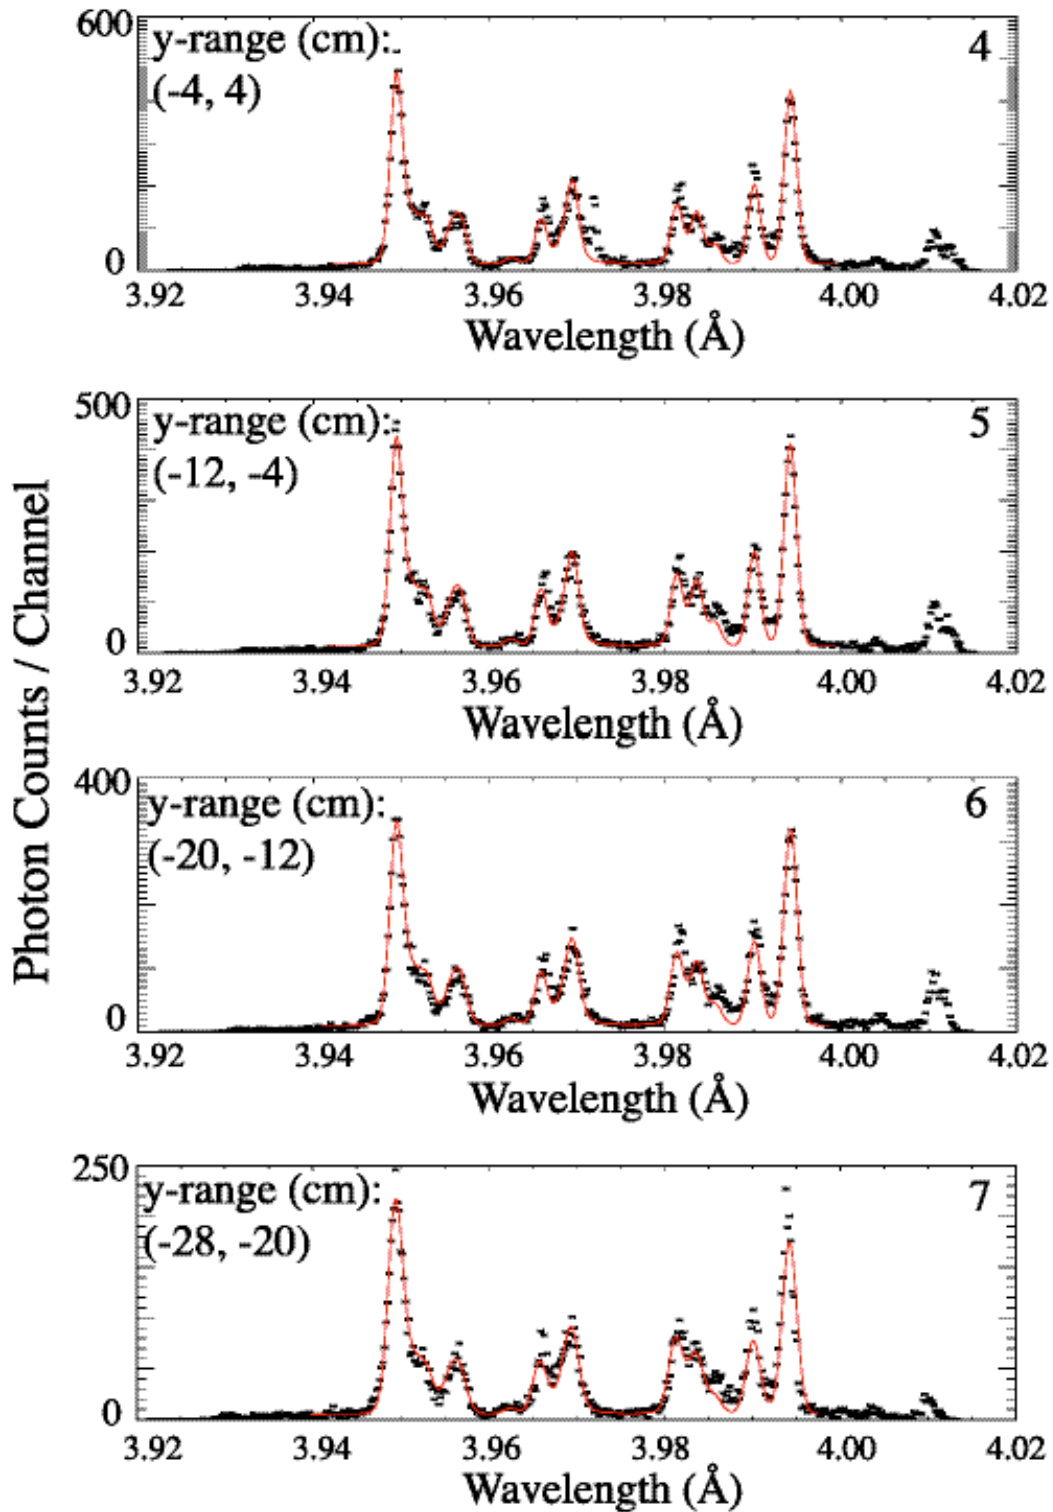 Photon Counts / Channel
600
y-range (cm):
(-4, 4)
4
0
3.92 3.94 3.96 3.98 4.00 4.02
Wavelength (Å)
500
y-range (cm):
(-12, -4)
5
0
3.92 3.94 3.96 3.98 4.00 4.02
Wavelength (Å)
400
y-range (cm):
(-20, -12)
6
0
3.92 3.94 3.96 3.98 4.00 4.02
Wavelength (Å)
250
y-range (cm):
(-28, -20)
7
0
3.92 3.94 3.96 3.98 4.00 4.02
Wavelength (Å)